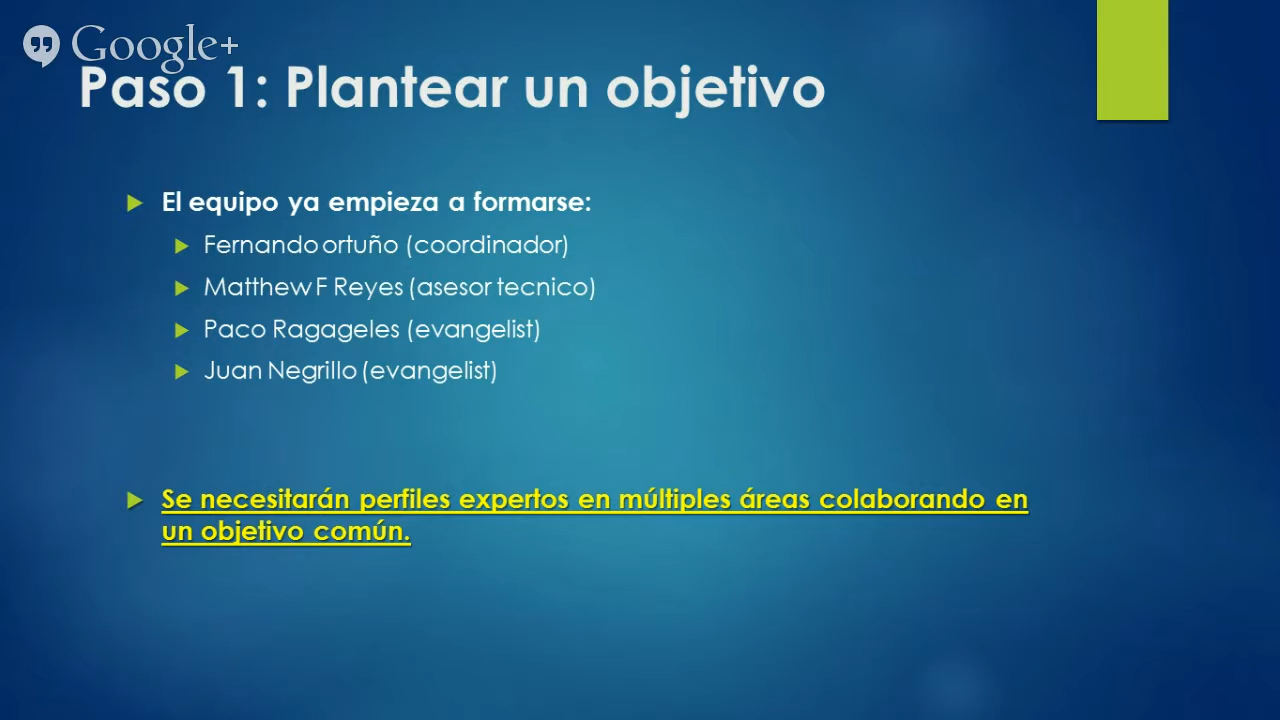 Google+
Paso 1: Plantear un objetivo
El equipo ya empieza a formarse:
Fernando ortuño (coordinador)
Matthew F Reyes (asesor tecnico)
Paco Ragageles (evangelist)
Juan Negrillo (evangelist)
Se necesitarán perfiles expertos en múltiples áreas colaborando en
un objetivo común.